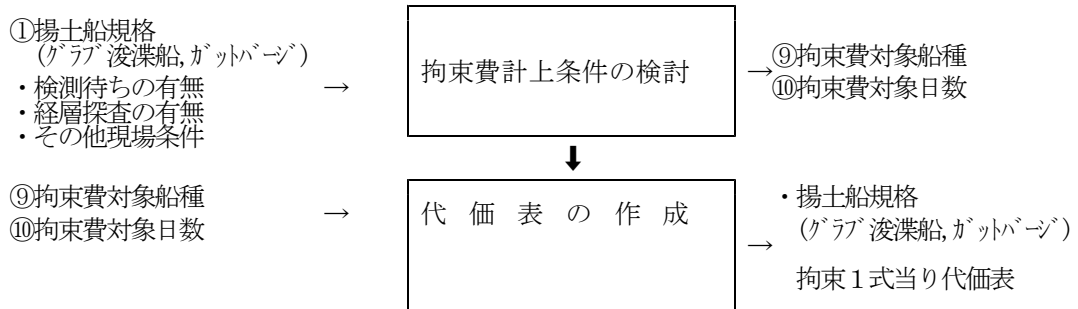 ①揚土船規格
(ｸﾞﾗﾌﾞ浚渫船,ｶﾞｯﾄﾊﾞｰｼﾞ)
・検測待ちの有無
・経層探査の有無
・その他現場条件
→
拘束費計上条件の検討
→
⑨拘束費対象船種
⑩拘束費対象日数
⬇
⑨拘束費対象船種
⑩拘束費対象日数
→
代価表の作成
→
・揚土船規格
(ｸﾞﾗﾌﾞ浚渫船,ｶﾞｯﾄﾊﾞｰｼﾞ)
拘束１式当り代価表